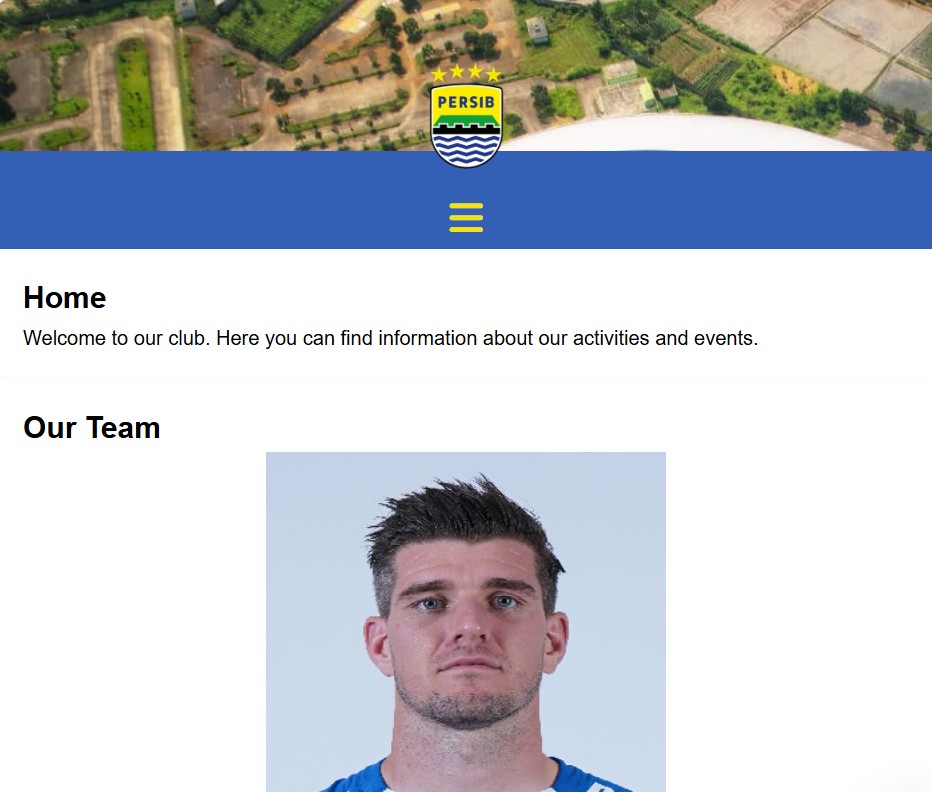 PERSIB
Home
Welcome to our club. Here you can find information about our activities and events.
Our Team